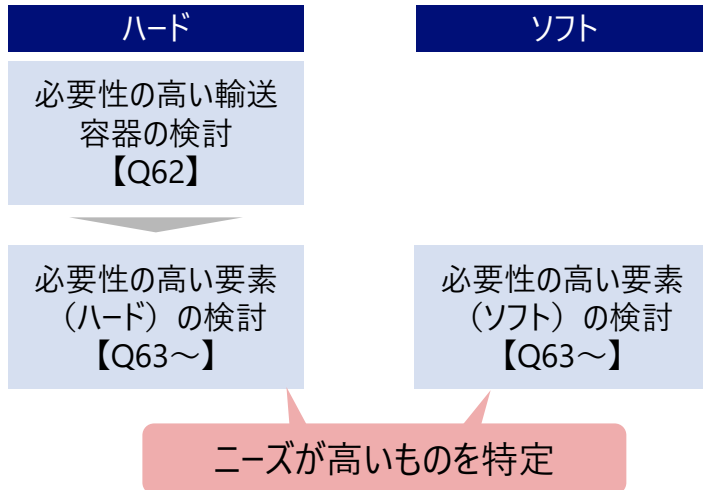 ハード
ソフト
必要性の高い輸送
容器の検討
【Q62】
必要性の高い要素
（ハード）の検討
【Q63～】
必要性の高い要素
（ソフト）の検討
【Q63～】
ニーズが高いものを特定